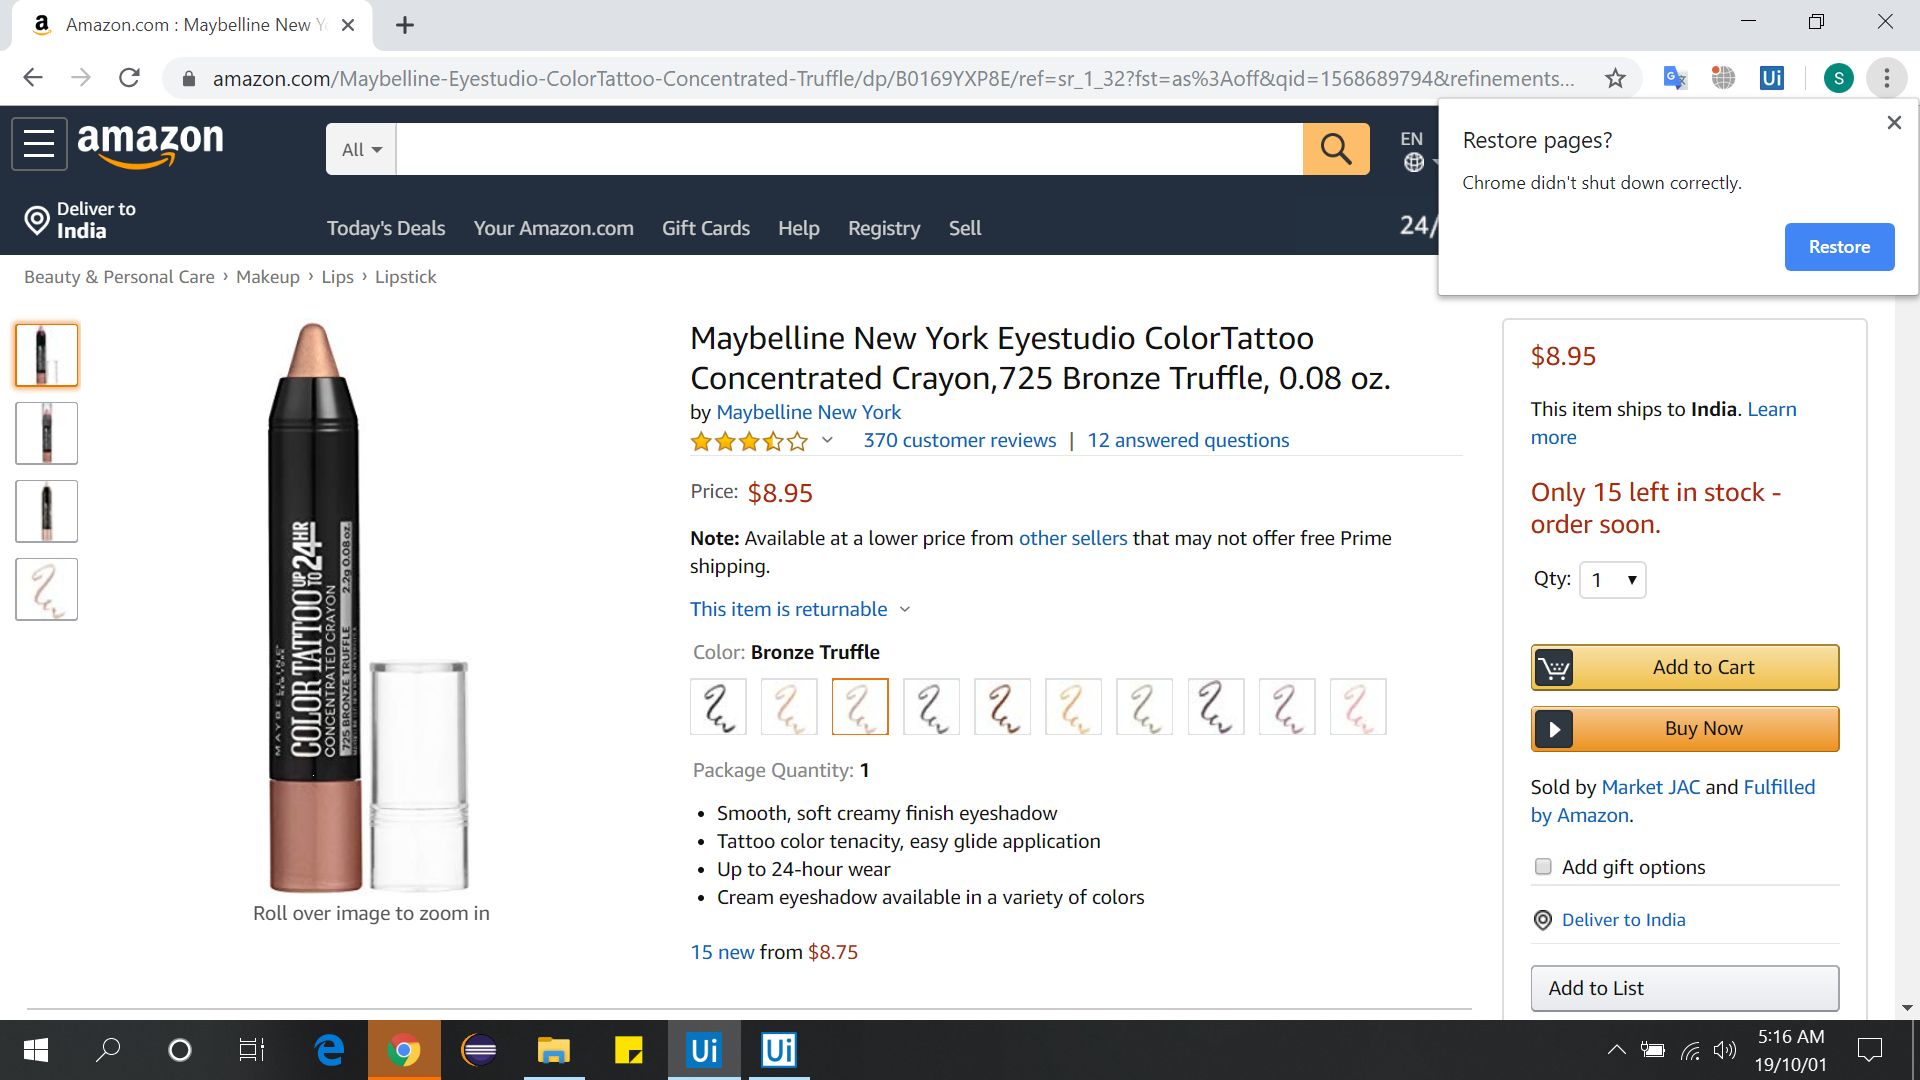 Amazon.com : Maybelline New Y
amazon.com/Maybelline-Eyestudio-ColorTattoo-Concentrated-Truffle/dp/B0169YXP8E/ref=sr_1_32?fst=as%3Aoff&qid=1568689794&refinements...
S
Ui
Restore pages?
Chrome didn't shut down correctly.
Restore
amazon
All
EN
Deliver to
India
Today's Deals
Your Amazon.com
Gift Cards
Help
Registry
Sell
24/
Beauty & Personal Care › Makeup › Lips › Lipstick
MAYBELLINE
NEW YORK
COLOR TATTOO UP TO 24HR
CONCENTRATED CRAYON
725 BRONZE TRUFFLE
2.2g 0.08 oz.
Roll over image to zoom in
Maybelline New York Eyestudio ColorTattoo
Concentrated Crayon,725 Bronze Truffle, 0.08 oz.
by Maybelline New York
370 customer reviews | 12 answered questions
Price: $8.95
Note: Available at a lower price from other sellers that may not offer free Prime
shipping.
This item is returnable
Color: Bronze Truffle
Package Quantity: 1
• Smooth, soft creamy finish eyeshadow
• Tattoo color tenacity, easy glide application
• Up to 24-hour wear
• Cream eyeshadow available in a variety of colors
15 new from $8.75
$8.95
This item ships to India. Learn
more
Only 15 left in stock -
order soon.
Qty: 1
Add to Cart
Buy Now
Sold by Market JAC and Fulfilled
by Amazon.
Add gift options
Deliver to India
Add to List
Ui
Ui
5:16 AM
19/10/01